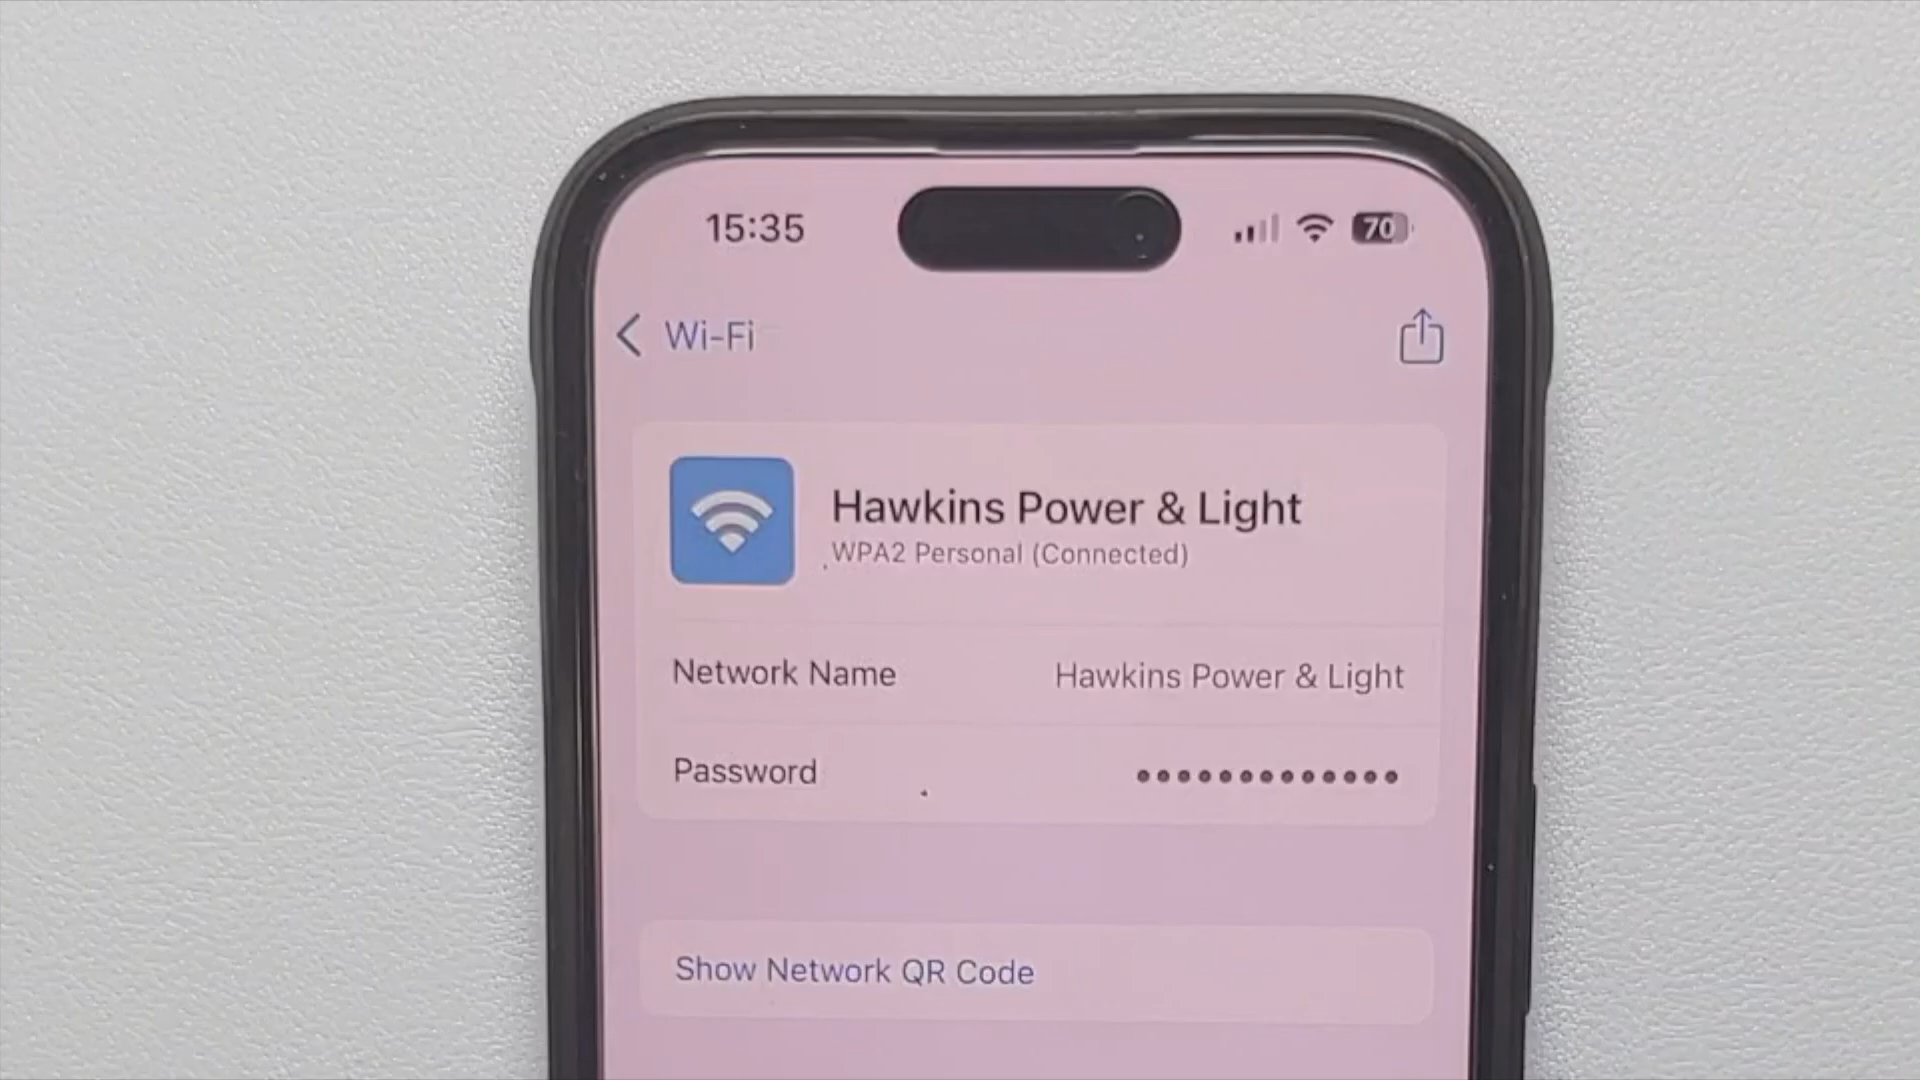 15:35
70
Wi-Fi
Hawkins Power & Light
WPA2 Personal (Connected)
Network Name
Hawkins Power & Light
Password
•••••••••••••
Show Network QR Code